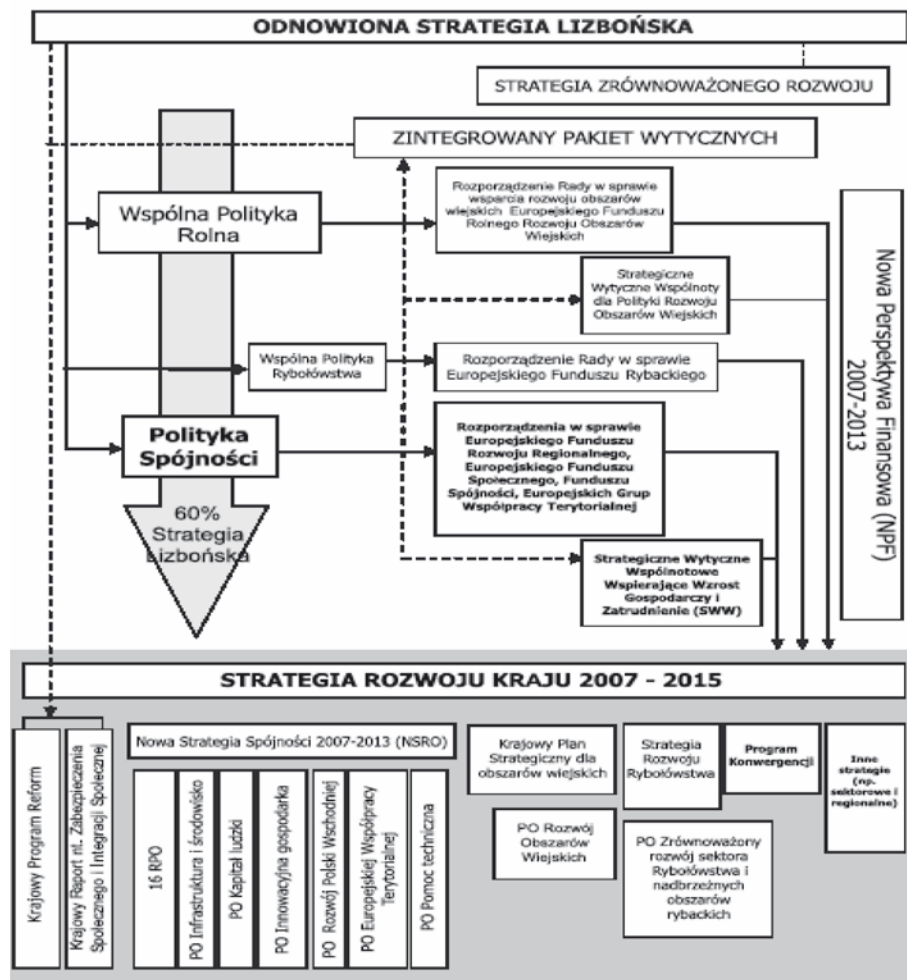 ODNOWIONA STRATEGIA LIZBOŃSKA
STRATEGIA ZRÓWNOWAŻONEGO ROZWOJU
ZINTEGROWANY PAKIET WYTYCZNYCH
Wspólna Polityka
Rolna
Rozporządzenie Rady w sprawie
wsparcia rozwoju obszarów
wiejskich Europejskiego Funduszu
Rolnego Rozwoju Obszarów
Wiejskich
Strategiczne
Wytyczne Wspólnoty
dla Polityki Rozwoju
Obszarów Wiejskich
Wspólna Polityka
Rybołówstwa
Rozporządzenie Rady w sprawie
Europejskiego Funduszu Rybackiego
Polityka
Spójności
Rozporządzenia w sprawie
Europejskiego Funduszu
Rozwoju Regionalnego,
Europejskiego Funduszu
Społecznego, Funduszu
Spójności, Europejskich Grup
Współpracy Terytorialnej
60%
Strategia
Lizbońska
Strategiczne Wytyczne
Wspólnotowe
Wspierające Wzrost
Gospodarczy i
Zatrudnienie (SWW)
Nowa Perspektywa Finansowa (NPF)
2007-2013
STRATEGIA ROZWOJU KRAJU 2007 - 2015
Krajowy Program Reform
Krajowy Raport nt. Zabezpieczenia
Społecznego i Integracji Społecznej
Nowa Strategia Spójności 2007-2013 (NSRO)
16 RPO
PO Infrastruktura i środowisko
PO Kapitał ludzki
PO Innowacyjna gospodarka
PO Rozwój Polski Wschodniej
PO Europejskiej Współpracy
Terytorialnej
PO Pomoc techniczna
Krajowy Plan
Strategiczny dla
obszarów wiejskich
PO Rozwój
Obszarów
Wiejskich
Strategia
Rozwoju
Rybołówstwa
PO Zrównoważony
rozwój sektora
Rybołówstwa i
nadbrzeżnych
obszarów
rybackich
Program
Konwergencji
Inne
strategie
(np.
sektorowe i
regionalne)